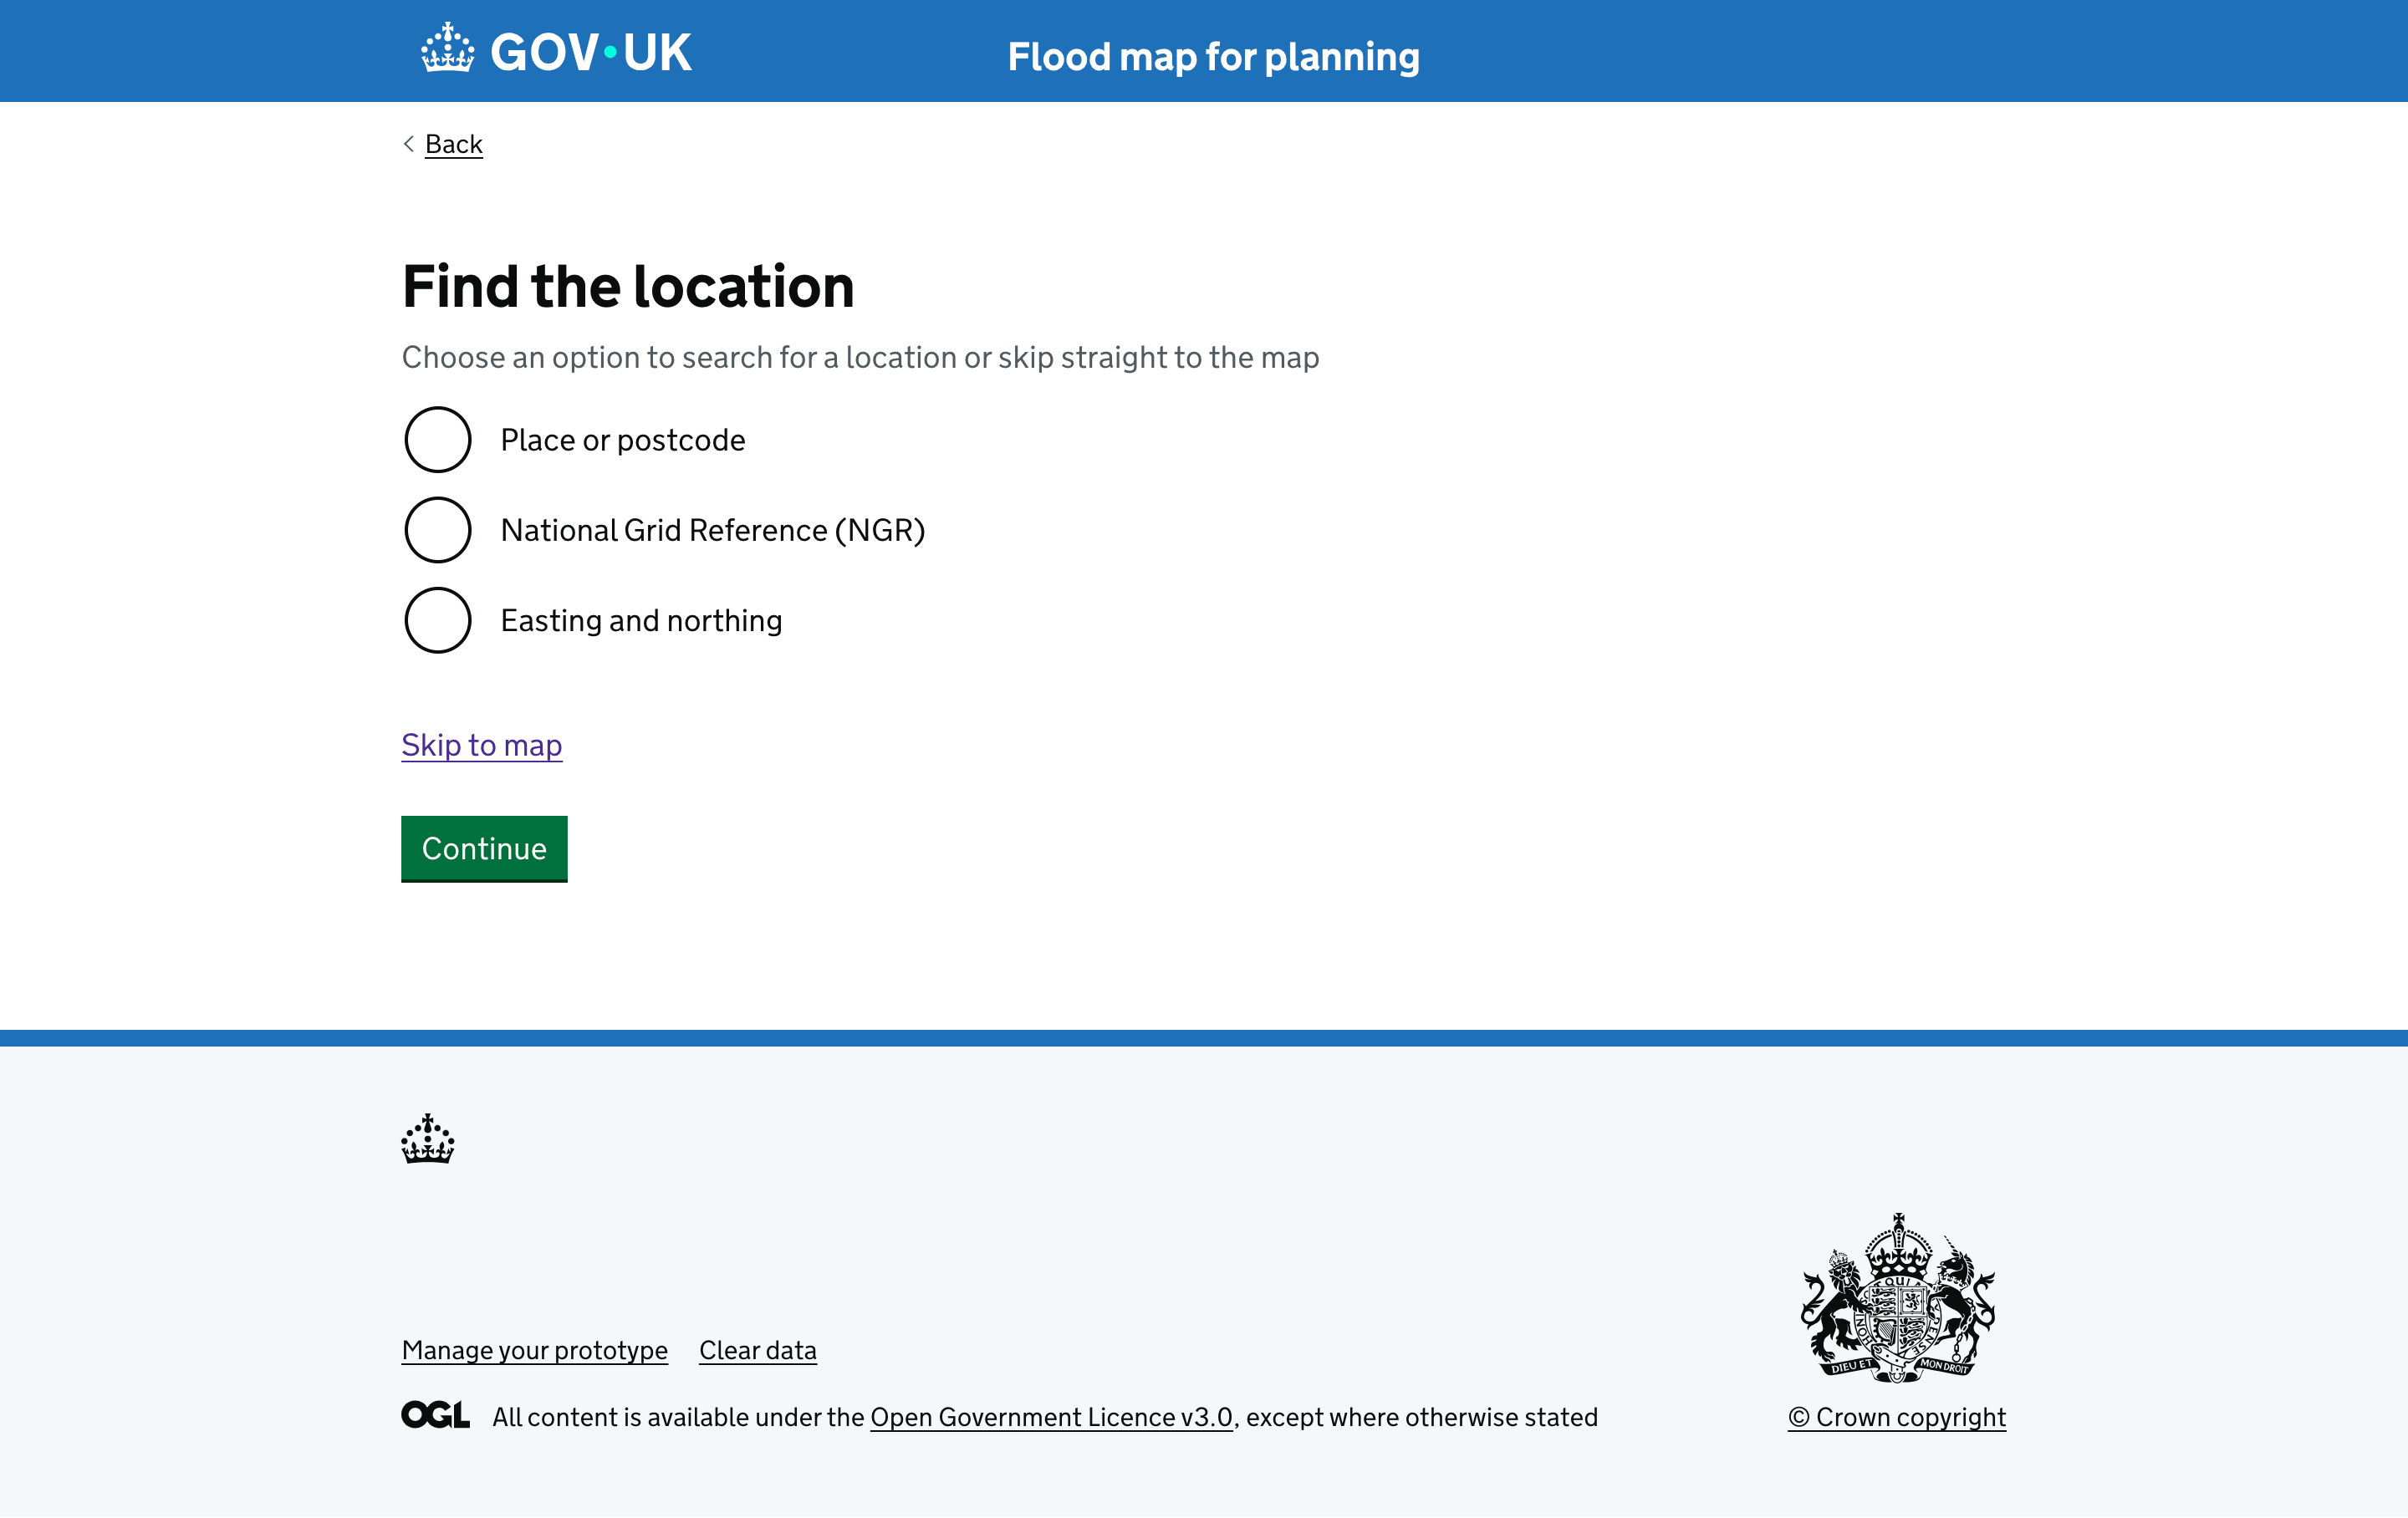 GOV·UK
Flood map for planning
Back
Find the location
Choose an option to search for a location or skip straight to the map
Place or postcode
National Grid Reference (NGR)
Easting and northing
Skip to map
Continue
Manage your prototype
Clear data
OGL
All content is available under the Open Government Licence v3.0, except where otherwise stated
DIEU ET MON DROIT
© Crown copyright